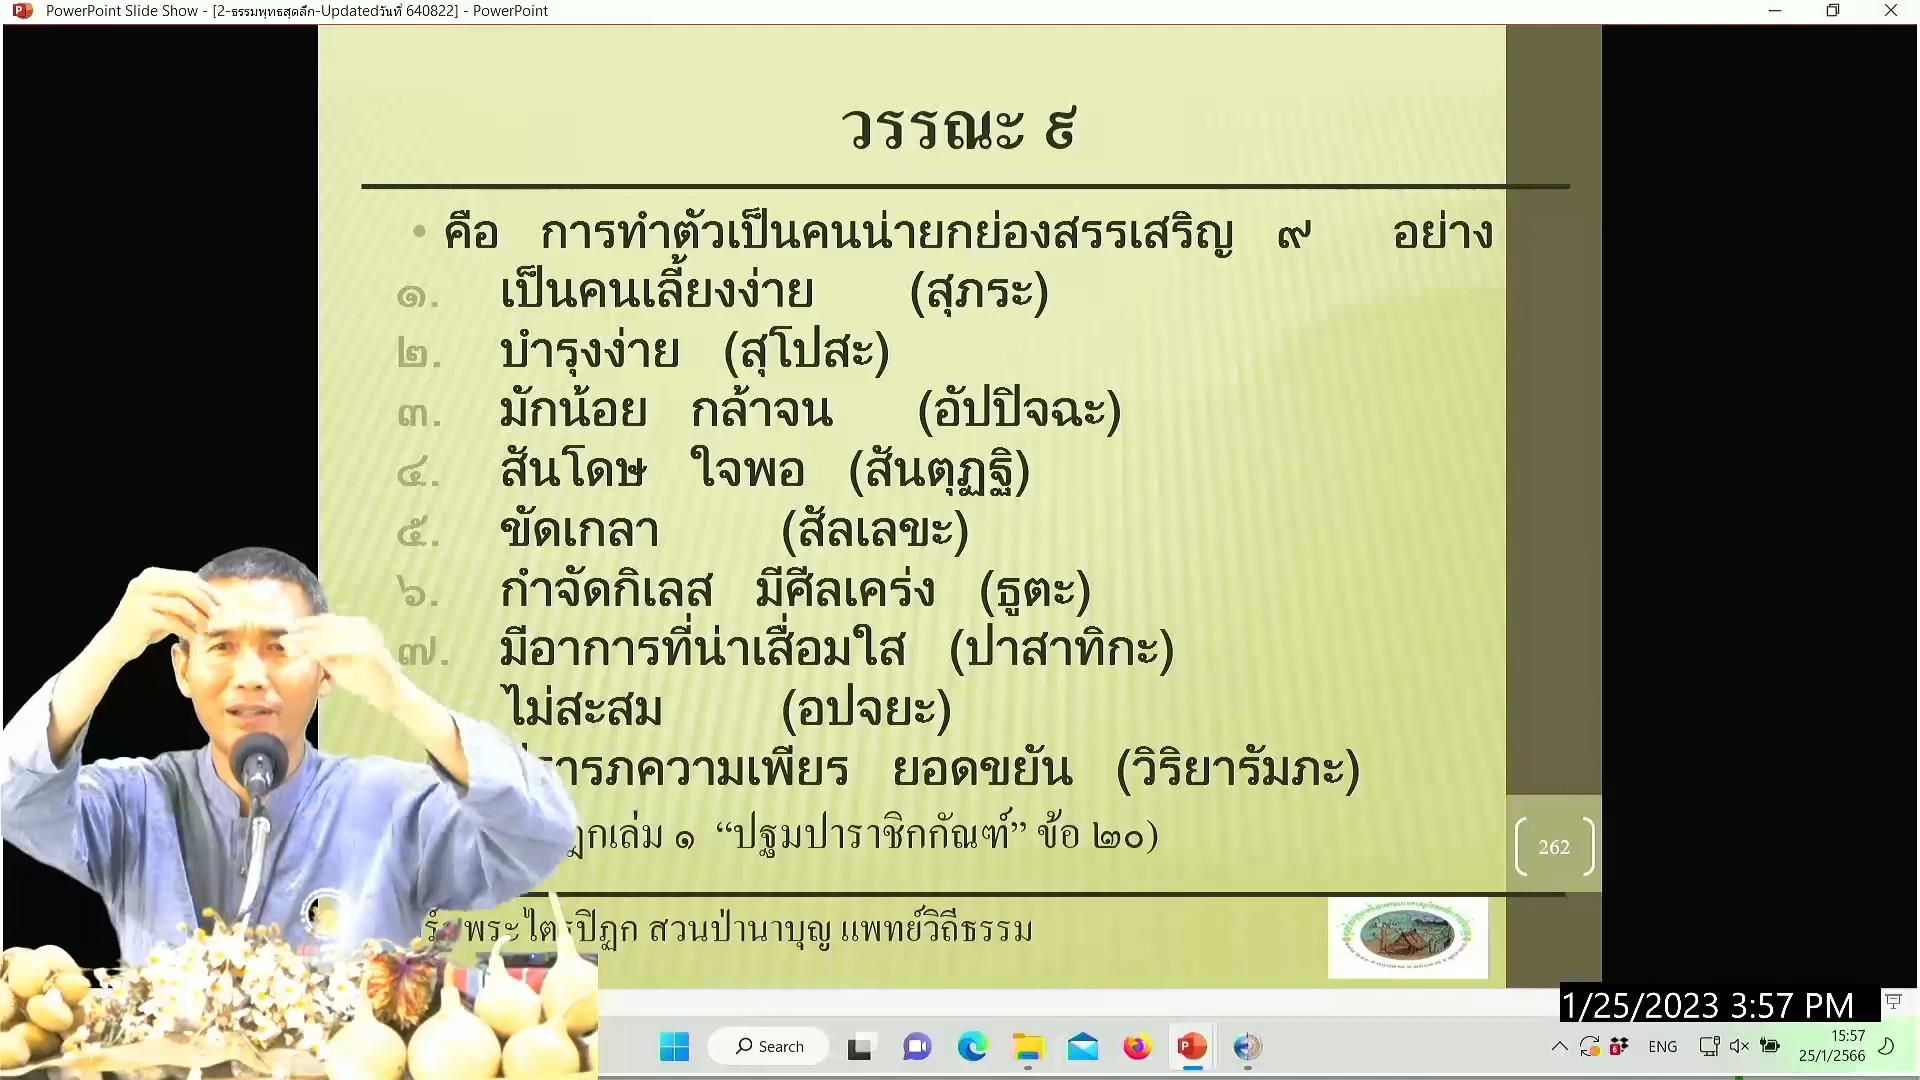 PowerPoint Slide Show - [2-ธรรมพุทธสุดลึก-Updatedวันที่ 640822] - PowerPoint
วรรณะ ๙
• คือ การทำตัวเป็นคนน่ายกย่องสรรเสริญ ๙ อย่าง
๑. เป็นคนเลี้ยงง่าย (สุภระ)
๒. บำรุงง่าย (สุโปสะ)
๓. มักน้อย กล้าจน (อัปปิจฉะ)
๔. สันโดษ ใจพอ (สันตุฏฐิ)
๕. ขัดเกลา (สัลเลขะ)
๖. กำจัดกิเลส มีศีลเคร่ง (ธูตะ)
๗. มีอาการที่น่าเสื่อมใส (ปาสาทิกะ)
ไม่สะสม (อปจยะ)
รารภความเพียร ยอดขยัน (วิริยารัมภะ)
ฎกเล่ม ๑ “ปฐมปาราชิกกัณฑ์” ข้อ ๒๐)
262
พระไตรปิฎก สวนป่านาบุญ แพทย์วิถีธรรม
1/25/2023 3:57 PM
Search
ENG
15:57
25/1/2566